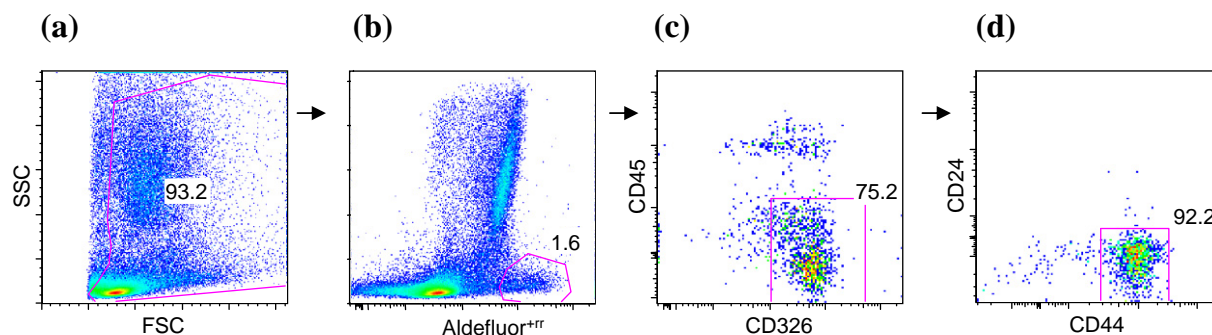 (a)
(b)
(c)
(d)
SSC
93.2
FSC
1.6
Aldefluor+rr
CD45
75.2
CD326
CD24
92.2
CD44